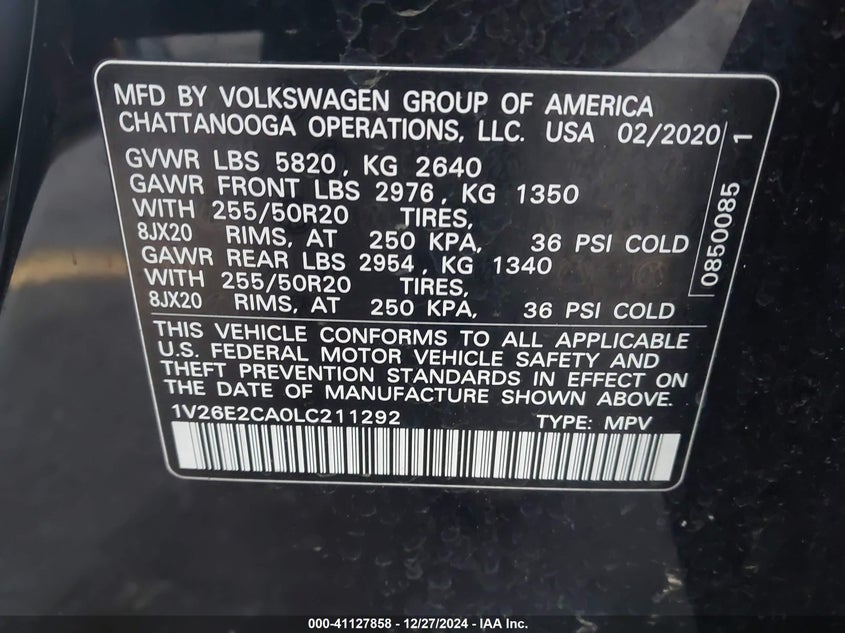 MFD BY VOLKSWAGEN GROUP OF AMERICA
CHATTANOOGA OPERATIONS, LLC. USA 02/2020
GVWR LBS 5820, KG 2640
GAWR FRONT LBS 2976, KG 1350
WITH 255/50R20 TIRES,
8JX20 RIMS, AT 250 KPA, 36 PSI COLD
GAWR REAR LBS 2954, KG 1340
WITH 255/50R20 TIRES,
8JX20 RIMS, AT 250 KPA, 36 PSI COLD
0850085 1
THIS VEHICLE CONFORMS TO ALL APPLICABLE
U.S. FEDERAL MOTOR VEHICLE SAFETY AND
THEFT PREVENTION STANDARDS IN EFFECT ON
THE DATE OF MANUFACTURE SHOWN ABOVE.
1V26E2CA0LC211292 TYPE: MPV
000-41127858 - 12/27/2024 - IAA Inc.